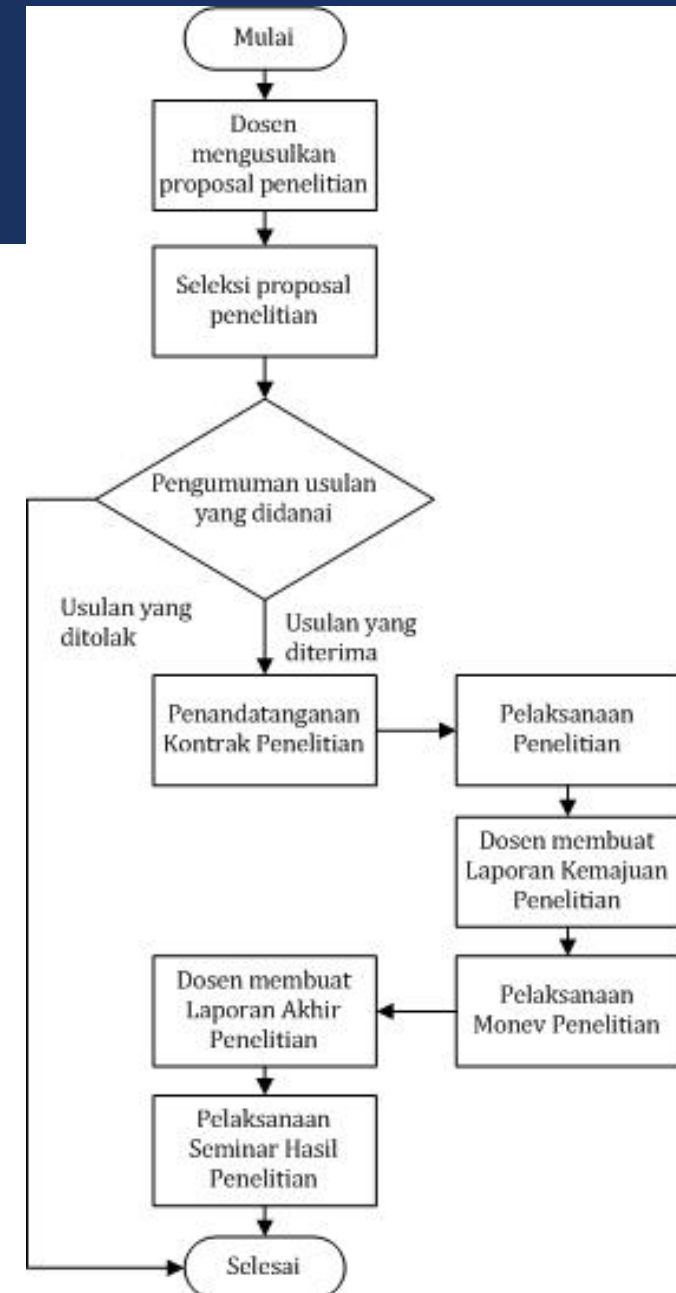 Mulai
Dosen
mengusulkan
proposal penelitian
Seleksi proposal
penelitian
Pengumuman usulan
yang didanai
Usulan yang
ditolak
Usulan yang
diterima
Penandatanganan
Kontrak Penelitian
Pelaksanaan
Penelitian
Dosen membuat
Laporan Kemajuan
Penelitian
Pelaksanaan
Monev Penelitian
Dosen membuat
Laporan Akhir
Penelitian
Pelaksanaan
Seminar Hasil
Penelitian
Selesai